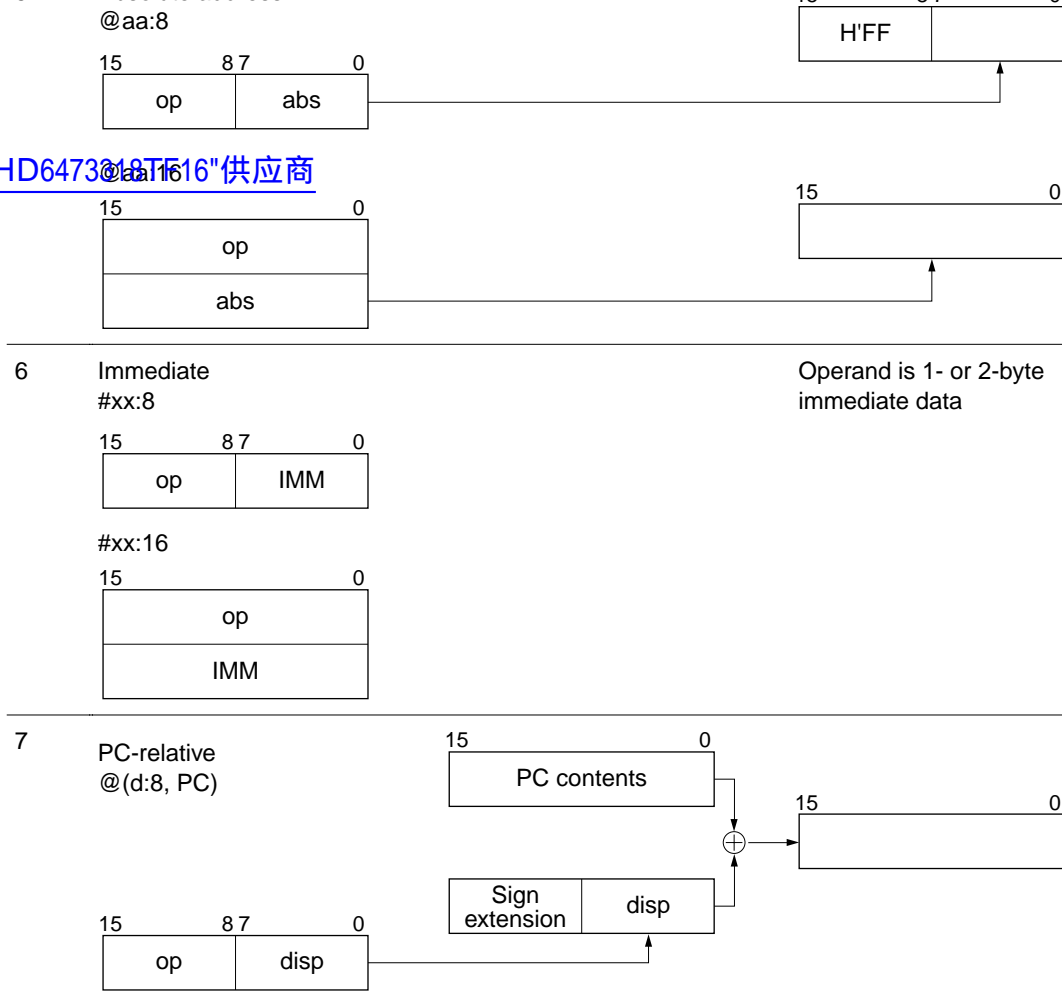 @aa:8
H'FF
15 8 7 0
op abs
HD6473318TF16"供应商
@aa:16
15 0
15 0
op
abs
6 Immediate
#xx:8
Operand is 1- or 2-byte
immediate data
15 8 7 0
op IMM
#xx:16
15 0
op
IMM
7 PC-relative
@(d:8, PC)
15 0
PC contents
15 0
Sign
extension
disp
15 8 7 0
op disp